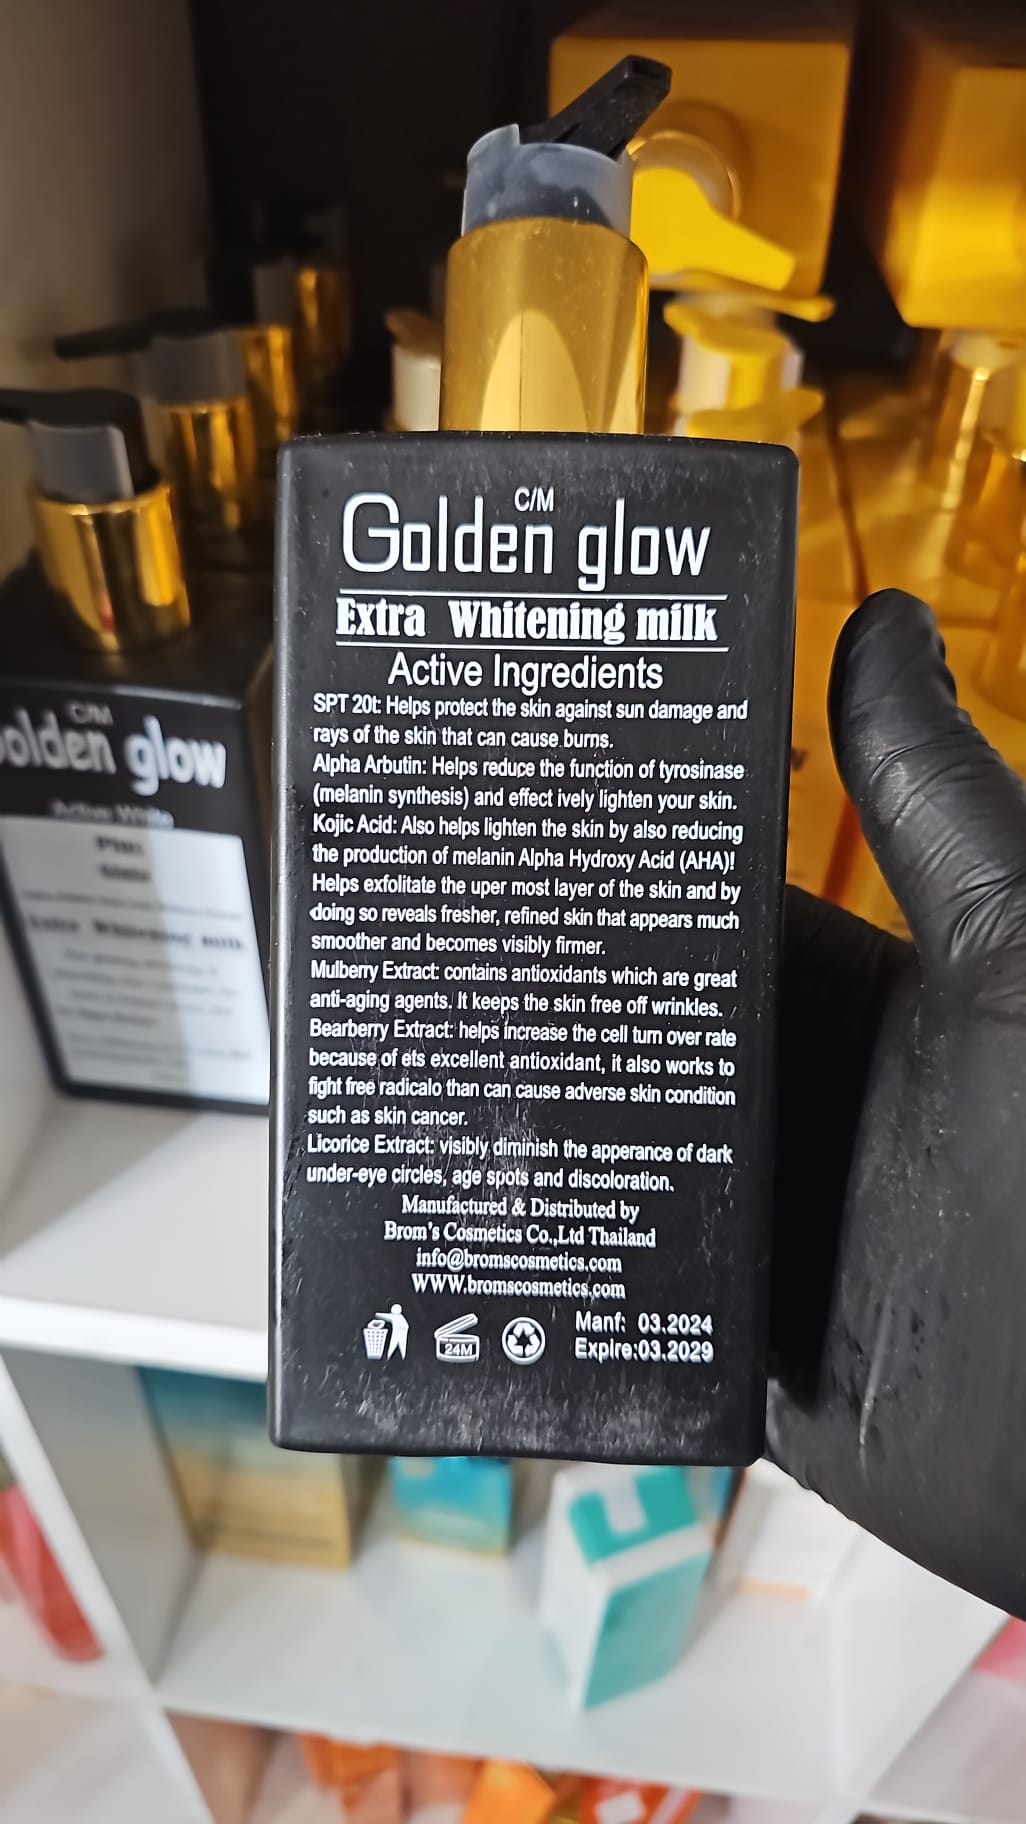 C/M
Golden glow
Extra Whitening milk
Active Ingredients
SPT 20t: Helps protect the skin against sun damage and
rays of the skin that can cause burns.
Alpha Arbutin: Helps reduce the function of tyrosinase
(melanin synthesis) and effect ively lighten your skin.
Kojic Acid: Also helps lighten the skin by also reducing
the production of melanin Alpha Hydroxy Acid (AHA)!
Helps exfolitate the uper most layer of the skin and by
doing so reveals fresher, refined skin that appears much
smoother and becomes visibly firmer.
Mulberry Extract: contains antioxidants which are great
anti-aging agents. It keeps the skin free off wrinkles.
Bearberry Extract: helps increase the cell turn over rate
because of ets excellent antioxidant, it also works to
fight free radicalo than can cause adverse skin condition
such as skin cancer.
Licorice Extract: visibly diminish the apperance of dark
under-eye circles, age spots and discoloration.
Manufactured & Distributed by
Brom's Cosmetics Co.,Ltd Thailand
info@bromscosmetics.com
WWW.bromscosmetics.com
24M
Manf: 03.2024
Expire:03.2029
C/M
olden glow
Active White
Extra Whitening milk